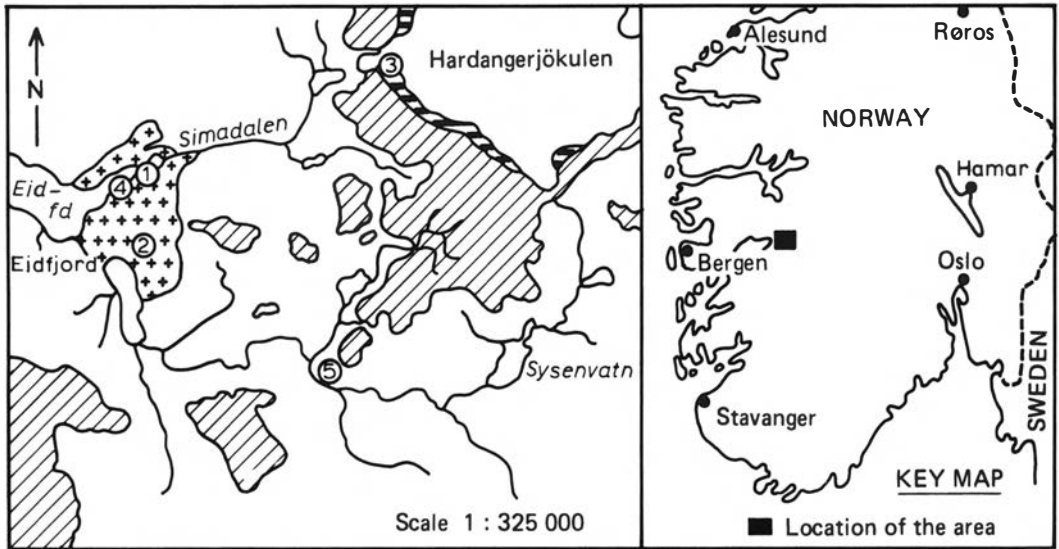 N
Simadalen
Hardangerjökulen
Eid-
fd
Eidfjord
Sysenvatn
1
2
3
4
5
Scale 1 : 325 000
Alesund
Røros
NORWAY
Hamar
Bergen
Oslo
Stavanger
SWEDEN
KEY MAP
Location of the area